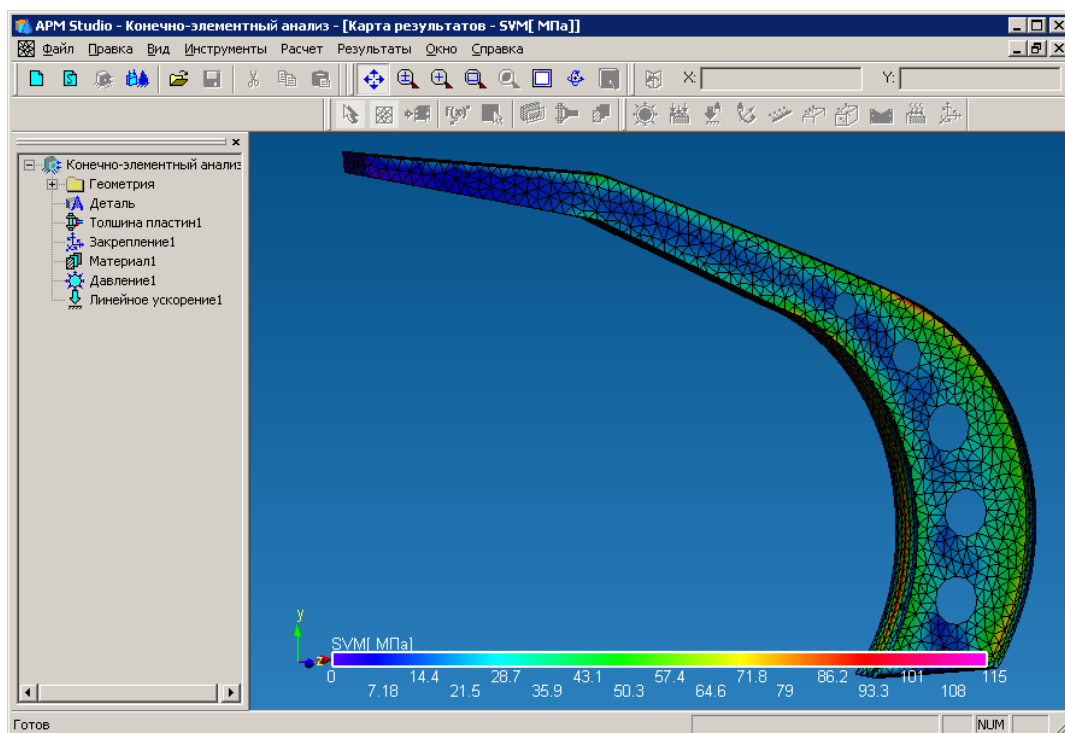 APM Studio - Конечно-элементный анализ - [Карта результатов - SVM[ МПа]]
Файл Правка Вид Инструменты Расчет Результаты Окно Справка
X: Y:
f(x)
Конечно-элементный анализ
Геометрия
Деталь
Толшина пластин1
Закрепление1
Материал1
Давление1
Линейное ускорение1
y
z
SVM[ МПа]
0 14.4 28.7 43.1 57.4 71.8 86.2 101 115
7.18 21.5 35.9 50.3 64.6 79 93.3 108
Готов NUM